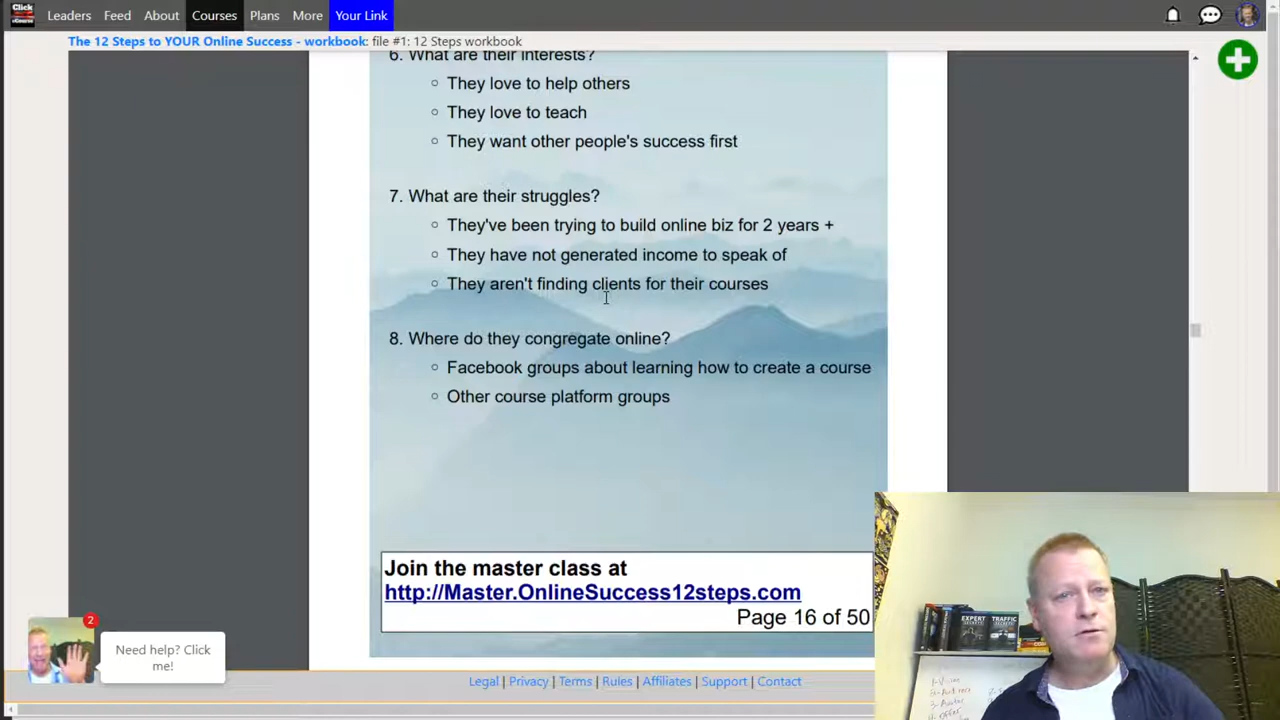 Click
Leaders Feed About Courses Plans More Your Link
The 12 Steps to YOUR Online Success - workbook: file #1: 12 Steps workbook
6. What are their interests?
They love to help others
They love to teach
They want other people's success first
7. What are their struggles?
They've been trying to build online biz for 2 years +
They have not generated income to speak of
They aren't finding clients for their courses
8. Where do they congregate online?
Facebook groups about learning how to create a course
Other course platform groups
Join the master class at
http://Master.OnlineSuccess12steps.com
Page 16 of 50
2
Need help? Click
me!
Legal | Privacy | Terms | Rules | Affiliates | Support | Contact
EXPERT
SECRETS
TRAFFIC
SECRETS